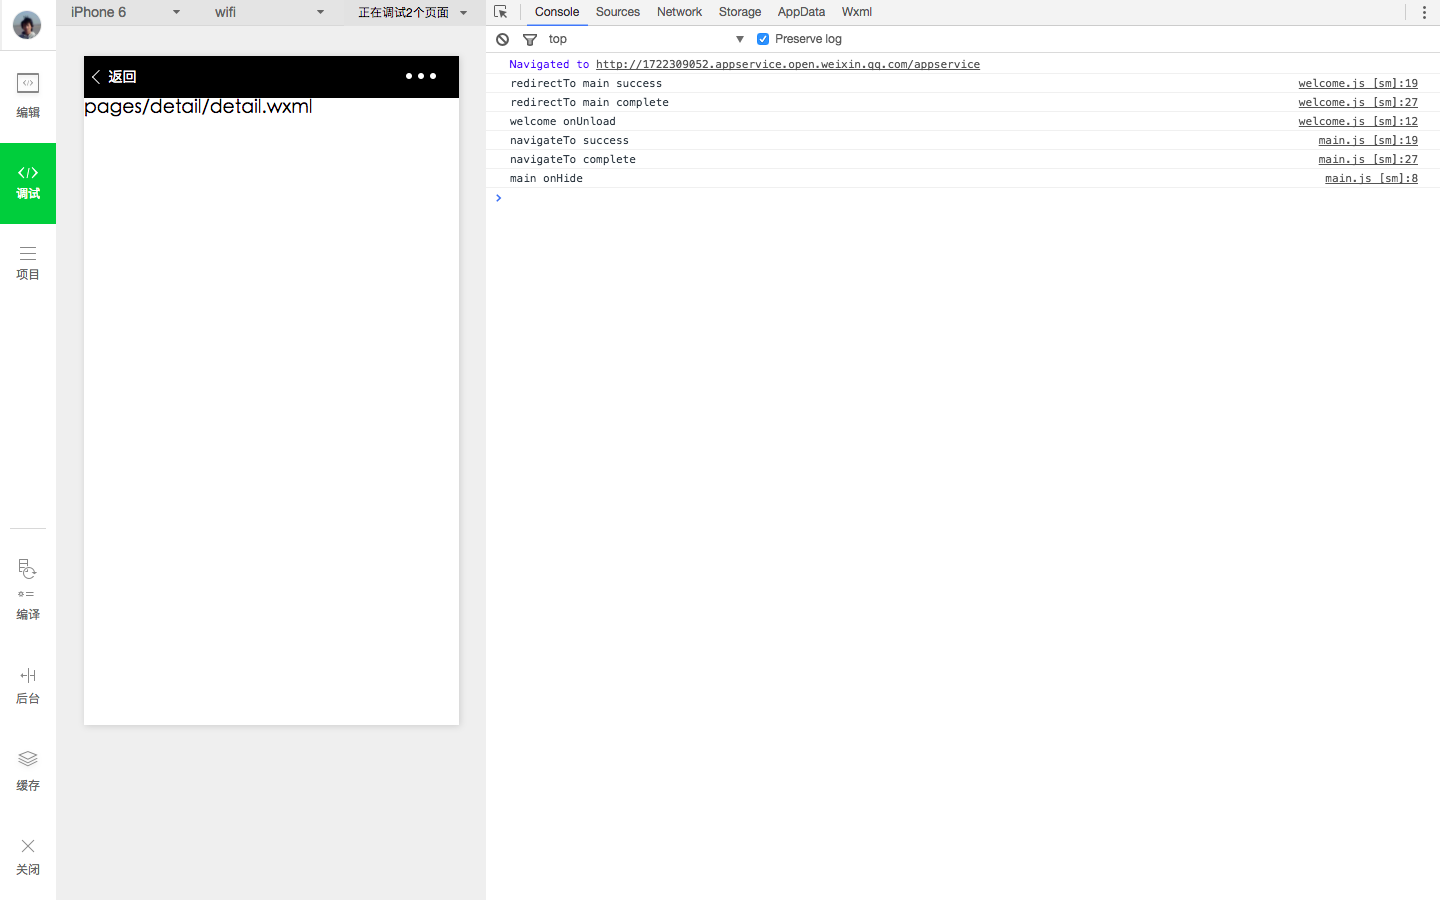 iPhone 6 wifi 正在调试2个页面
编辑
调试
项目
编译
后台
缓存
关闭
返回
pages/detail/detail.wxml
Console Sources Network Storage AppData Wxml
top Preserve log
Navigated to http://1722309052.appservice.open.weixin.qq.com/appservice
redirectTo main success welcome.js [sm]:19
redirectTo main complete welcome.js [sm]:27
welcome onUnload welcome.js [sm]:12
navigateTo success main.js [sm]:19
navigateTo complete main.js [sm]:27
main onHide main.js [sm]:8